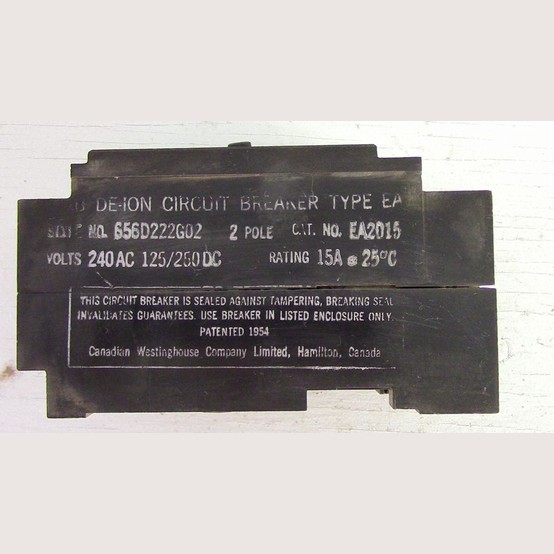 DE-ION CIRCUIT BREAKER TYPE EA
STYLE NO. 656D222G02 2 POLE CAT. NO. EA2015
VOLTS 240 AC 125/250 DC RATING 15A @ 25°C
THIS CIRCUIT BREAKER IS SEALED AGAINST TAMPERING, BREAKING SEAL
INVALIDATES GUARANTEES. USE BREAKER IN LISTED ENCLOSURE ONLY.
PATENTED 1954
Canadian Westinghouse Company Limited, Hamilton, Canada